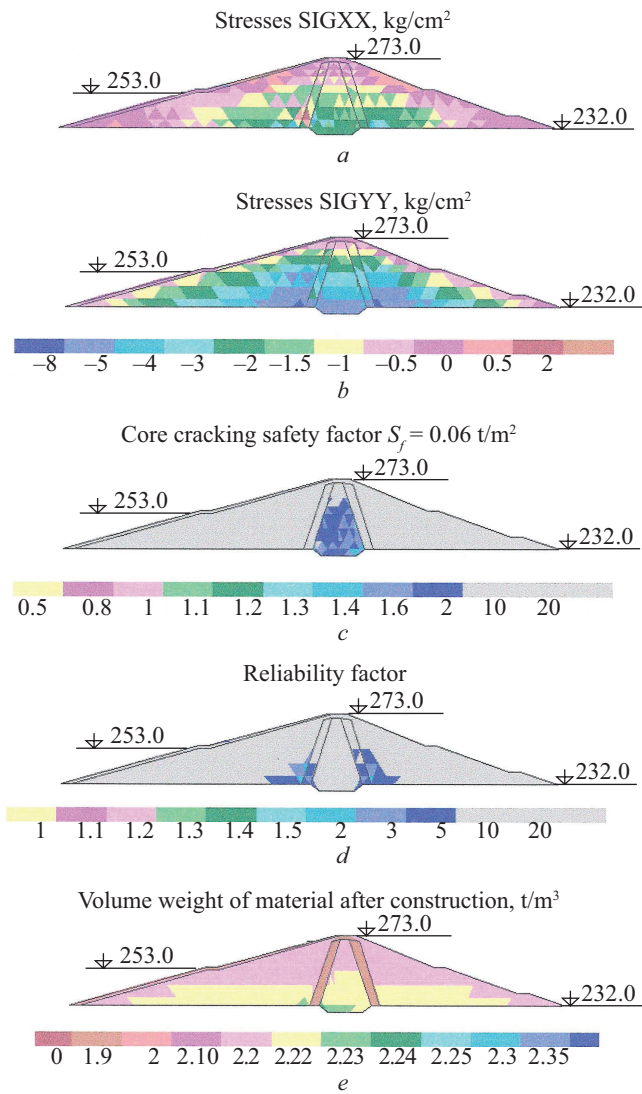 Stresses SIGXX, kg/cm²
273.0
253.0
232.0
a
Stresses SIGYY, kg/cm²
273.0
253.0
232.0
–8 –5 –4 –3 –2 –1.5 –1 –0.5 0 0.5 2
b
Core cracking safety factor S_f = 0.06 t/m²
273.0
253.0
232.0
0.5 0.8 1 1.1 1.2 1.3 1.4 1.6 2 10 20
c
Reliability factor
273.0
253.0
232.0
1 1.1 1.2 1.3 1.4 1.5 2 3 5 10 20
d
Volume weight of material after construction, t/m³
273.0
253.0
232.0
0 1.9 2 2.10 2.2 2.22 2.23 2.24 2.25 2.3 2.35
e